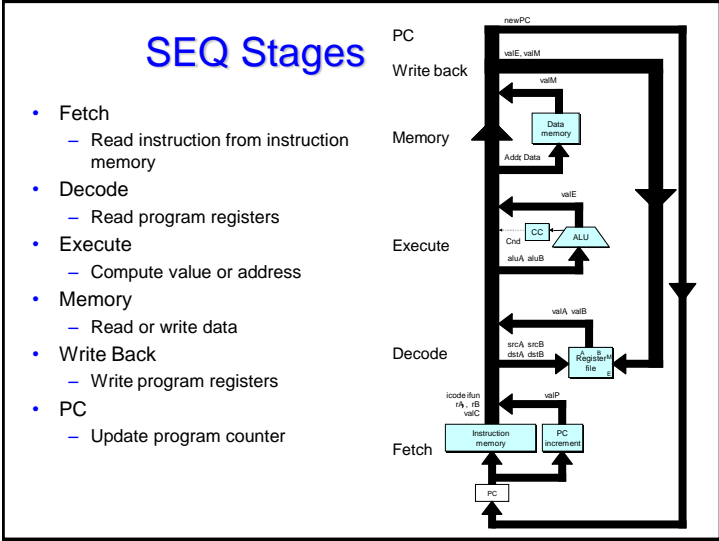 SEQ Stages
• Fetch
– Read instruction from instruction
memory
• Decode
– Read program registers
• Execute
– Compute value or address
• Memory
– Read or write data
• Write Back
– Write program registers
• PC
– Update program counter
PC
newPC
Write back
valE, valM
valM
Memory
Data
memory
Addr, Data
valE
Execute
CC
ALU
Cnd
aluA, aluB
valA, valB
Decode
srcA, srcB
dstA, dstB
A B
M
Register
file
E
icode ifun
rA, rB
valC
valP
Fetch
Instruction
memory
PC
increment
PC